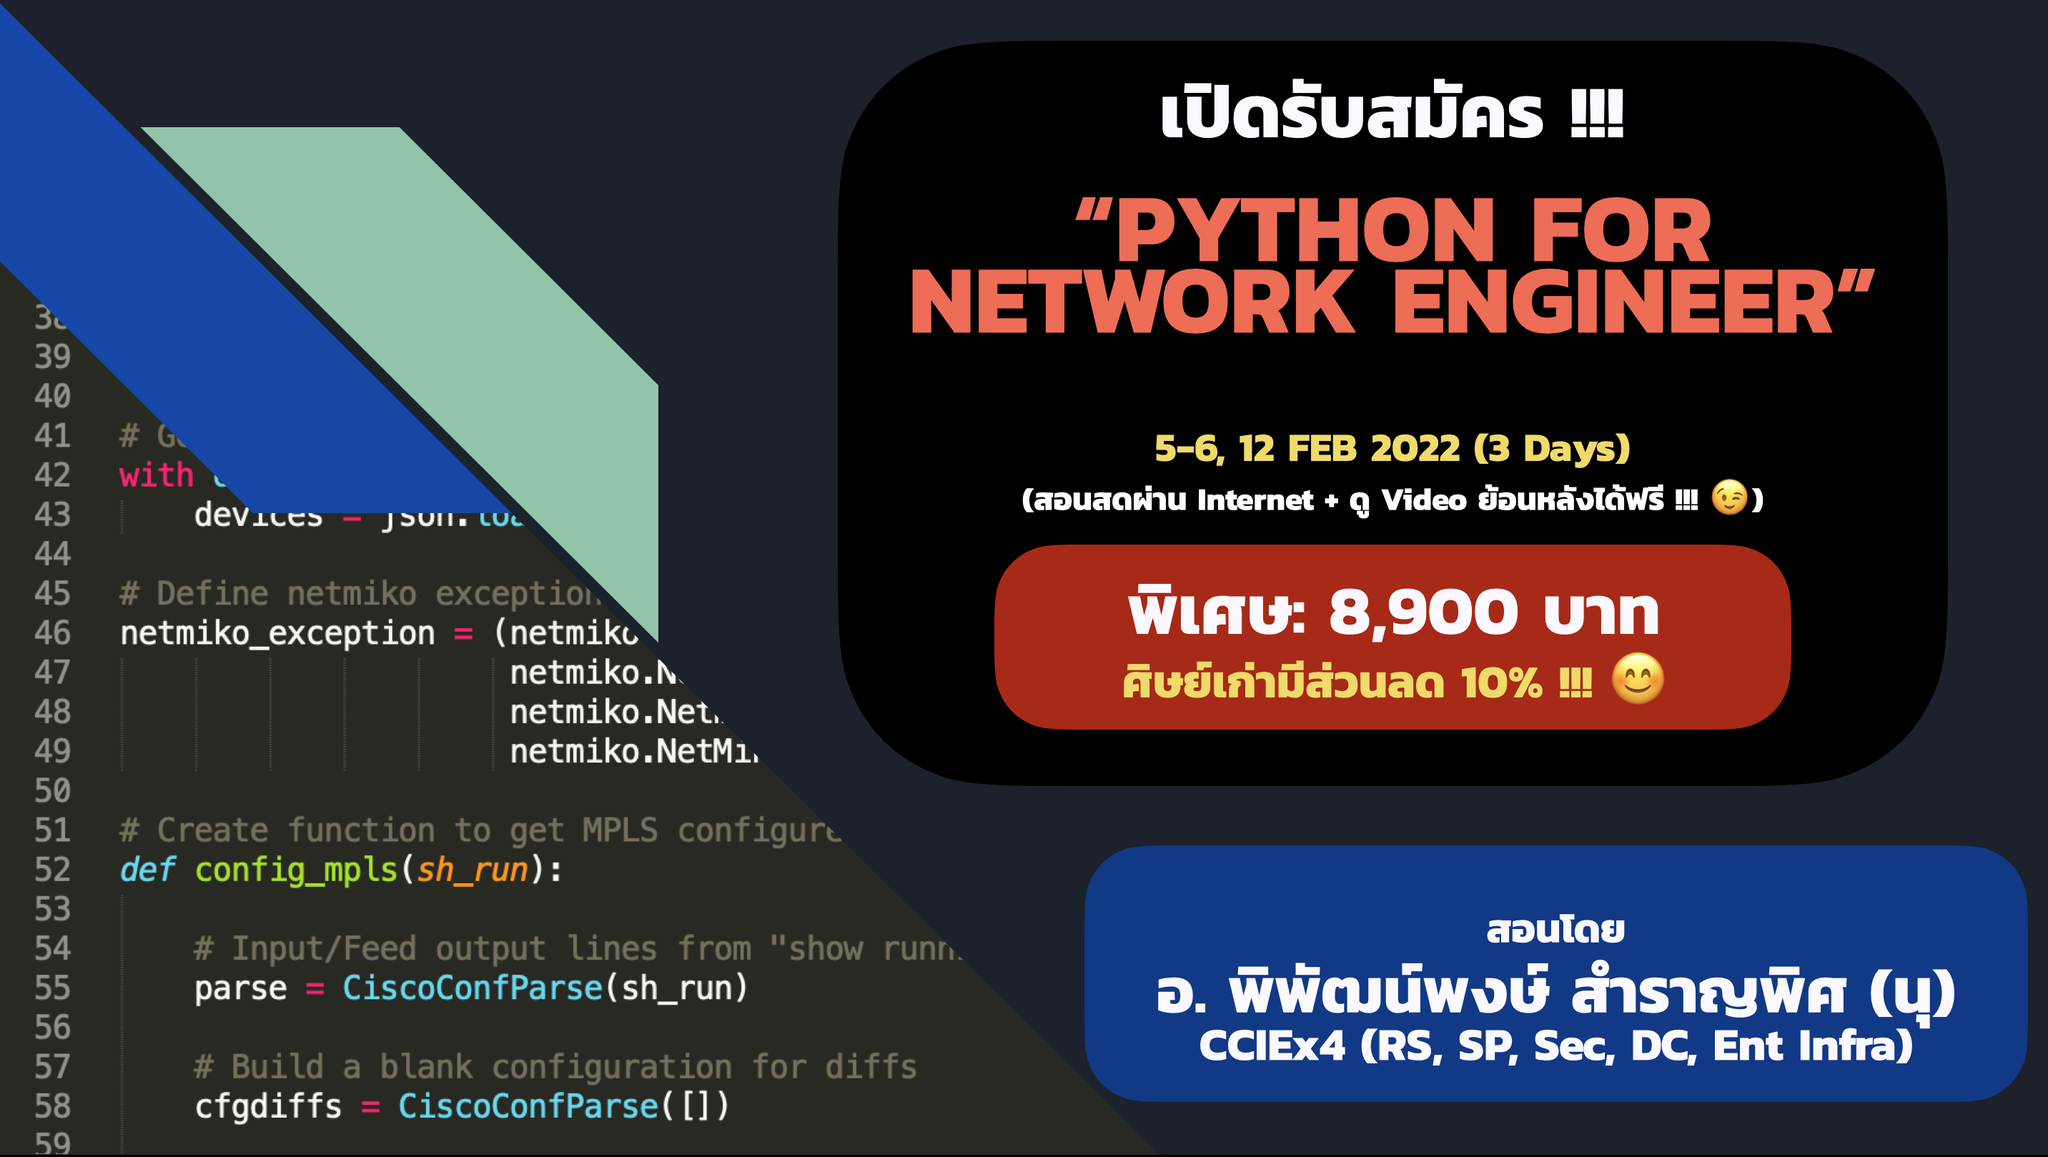 เปิดรับสมัคร !!!
"PYTHON FOR
NETWORK ENGINEER"
5-6, 12 FEB 2022 (3 Days)
(สอนสดผ่าน Internet + ดู Video ย้อนหลังได้ฟรี !!! 😉)
พิเศษ: 8,900 บาท
ศิษย์เก่ามีส่วนลด 10% !!! 😊
สอนโดย
อ. พิพัฒน์พงษ์ สำราญพิศ (นุ)
CCIEx4 (RS, SP, Sec, DC, Ent Infra)
38
39
40
41 #
42 with
43 devices = json.
44
45 # Define netmiko exception
46 netmiko_exception = (netmiko
47 netmiko.
48 netmiko.
49 netmiko.
50
51 # Create function to get MPLS
52 def config_mpls(sh_run):
53
54 # Input/Feed output lines from "show
55 parse = CiscoConfParse(sh_run)
56
57 # Build a blank configuration for diffs
58 cfgdiffs = CiscoConfParse([])
59